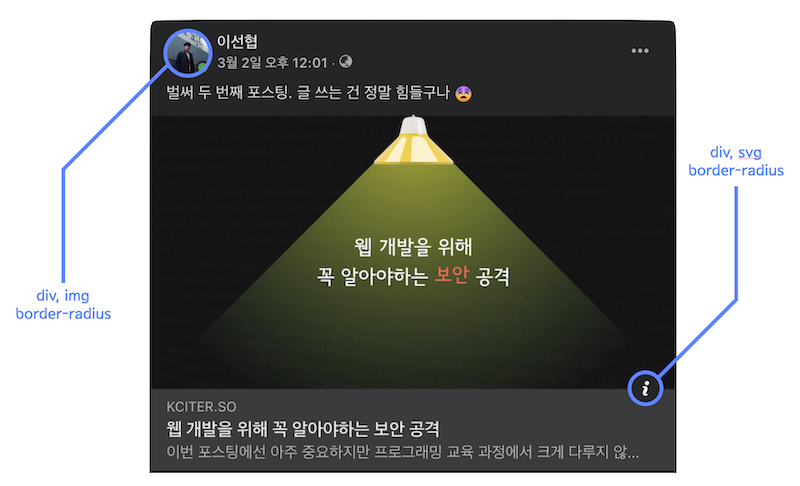 이선협
3월 2일 오후 12:01 ·
벌써 두 번째 포스팅. 글 쓰는 건 정말 힘들구나 😨
웹 개발을 위해
꼭 알아야하는 보안 공격
div, svg
border-radius
div, img
border-radius
i
KCITER.SO
웹 개발을 위해 꼭 알아야하는 보안 공격
이번 포스팅에선 아주 중요하지만 프로그래밍 교육 과정에서 크게 다루지 않...